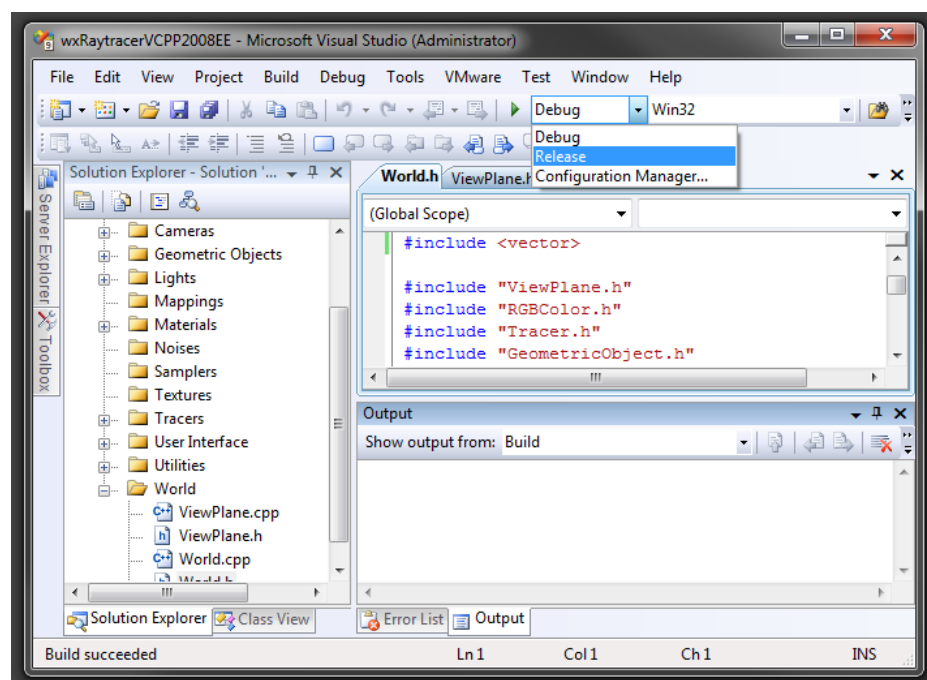 wxRaytracerVCPP2008EE - Microsoft Visual Studio (Administrator)
File Edit View Project Build Debug Tools VMware Test Window Help
Debug Win32
Debug
Release
Configuration Manager...
Solution Explorer - Solution '...
World.h ViewPlane.h
Server Explorer
Toolbox
(Global Scope)
Cameras
Geometric Objects
Lights
Mappings
Materials
Noises
Samplers
Textures
Tracers
User Interface
Utilities
World
ViewPlane.cpp
ViewPlane.h
World.cpp
World.h
#include <vector>
#include "ViewPlane.h"
#include "RGBColor.h"
#include "Tracer.h"
#include "GeometricObject.h"
Output
Show output from: Build
Solution Explorer Class View
Error List Output
Build succeeded Ln 1 Col 1 Ch 1 INS